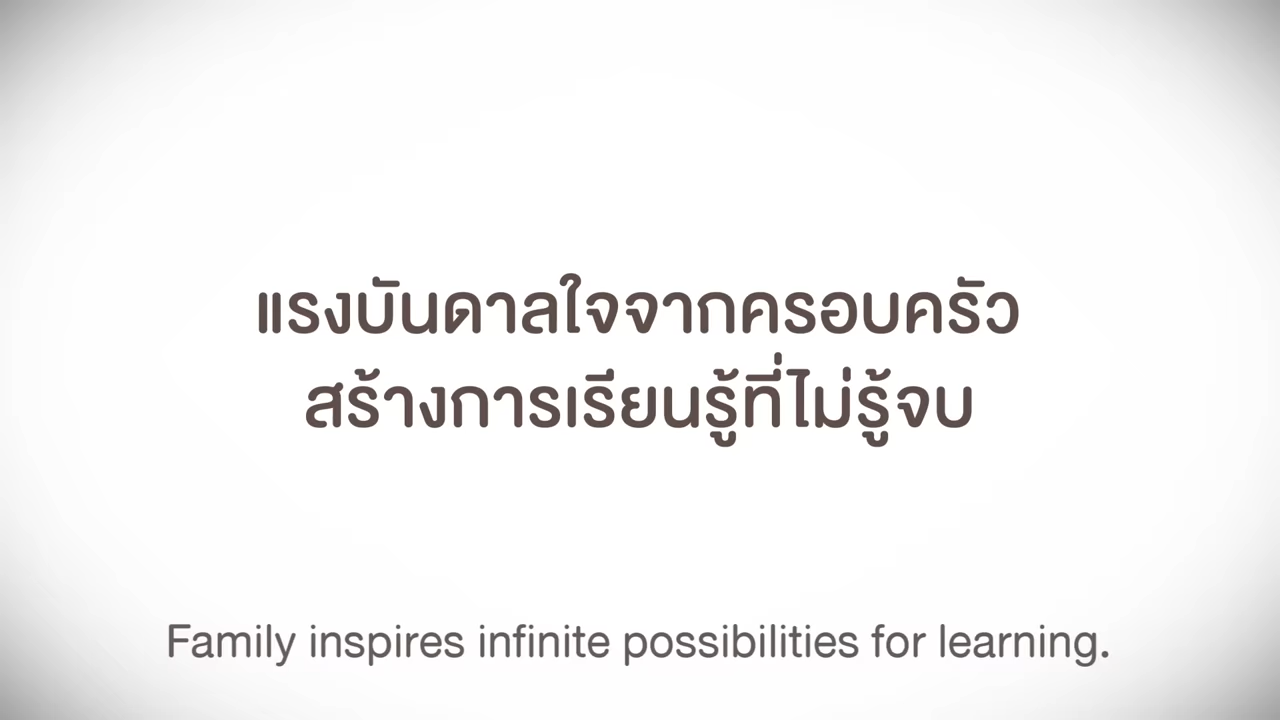 แรงบันดาลใจจากครอบครัว
สร้างการเรียนรู้ที่ไม่รู้จบ
Family inspires infinite possibilities for learning.